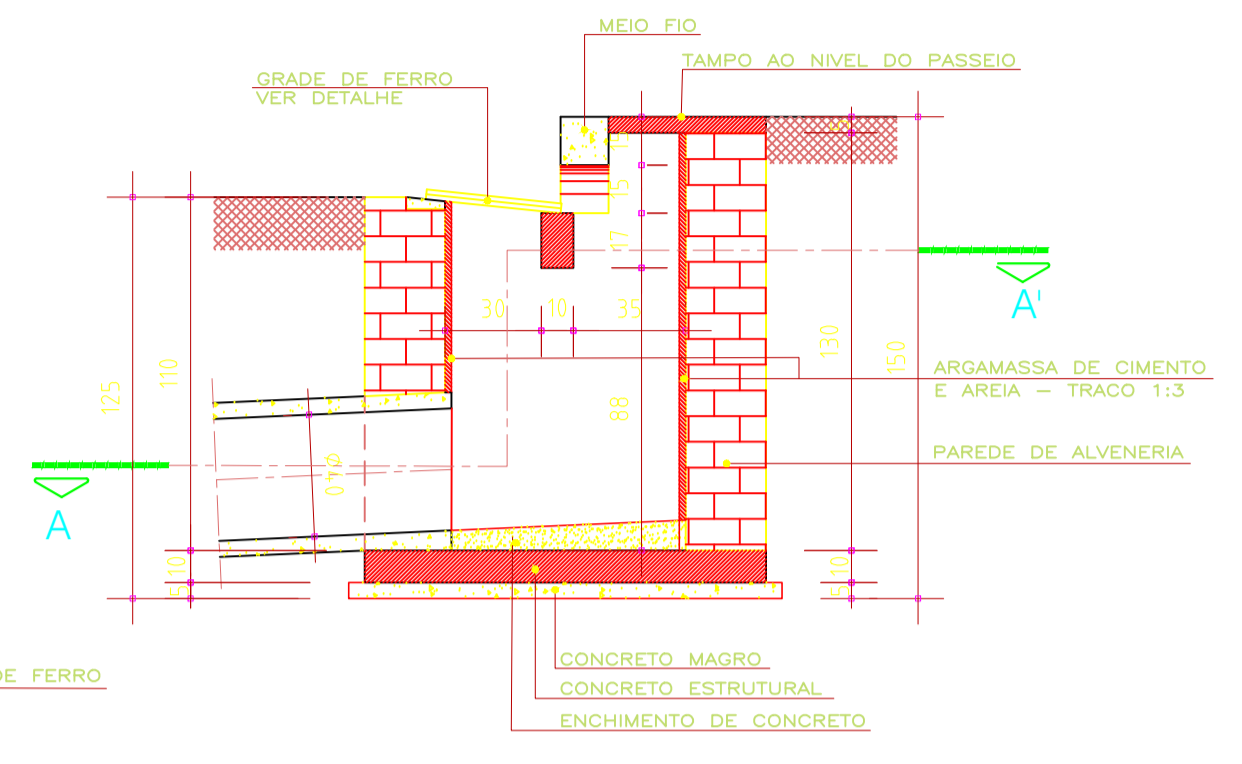 MEIO FIO
TAMPO AO NIVEL DO PASSEIO
GRADE DE FERRO
VER DETALHE
15
15
17
30
10
35
A'
130
150
110
125
88
ARGAMASSA DE CIMENTO
E AREIA – TRACO 1:3
PAREDE DE ALVENERIA
A
10
5
10
5
CONCRETO MAGRO
DE FERRO
CONCRETO ESTRUTURAL
ENCHIMENTO DE CONCRETO